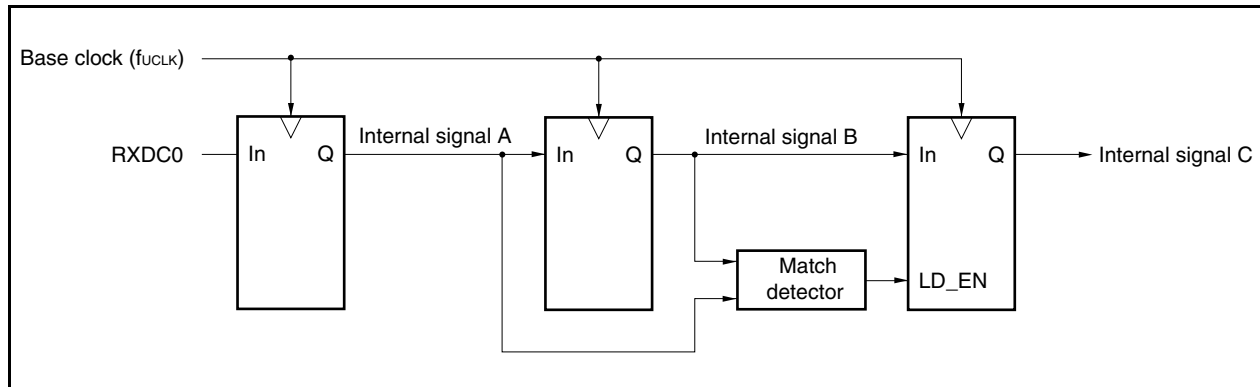 Base clock (fUCLK)
RXDC0
In
Q
Internal signal A
In
Q
Internal signal B
In
Q
Internal signal C
Match
detector
LD_EN